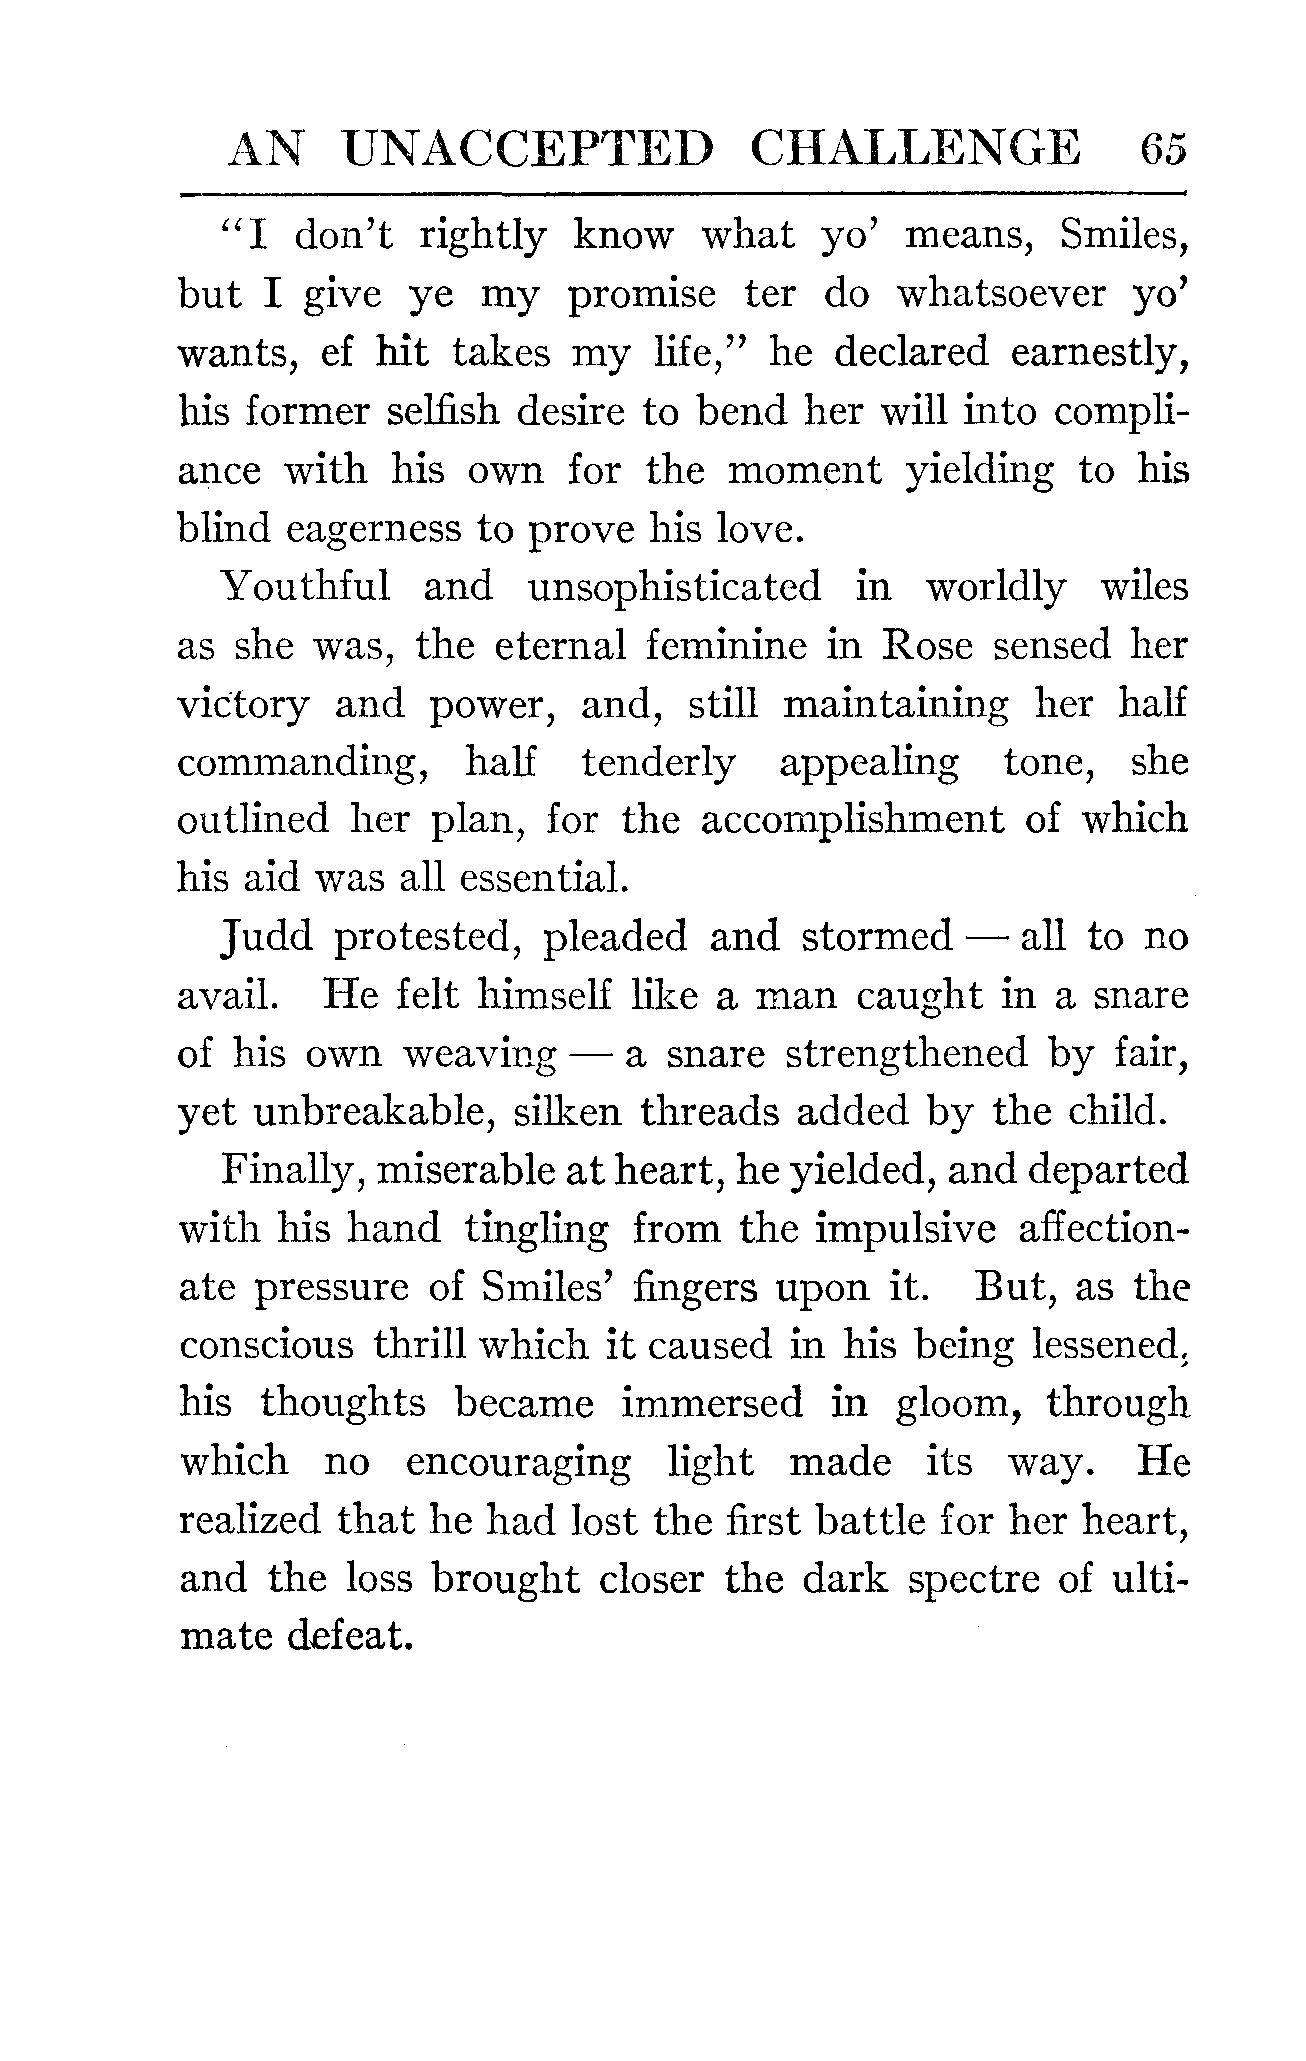 AN UNACCEPTED CHALLENGE 65
“I don’t rightly know what yo’ means, Smiles,
but I give ye my promise ter do whatsoever yo’
wants, ef hit takes my life,” he declared earnestly,
his former selfish desire to bend her will into compli-
ance with his own for the moment yielding to his
blind eagerness to prove his love.
Youthful and unsophisticated in worldly wiles
as she was, the eternal feminine in Rose sensed her
victory and power, and, still maintaining her half
commanding, half tenderly appealing tone, she
outlined her plan, for the accomplishment of which
his aid was all essential.
Judd protested, pleaded and stormed — all to no
avail. He felt himself like a man caught in a snare
of his own weaving — a snare strengthened by fair,
yet unbreakable, silken threads added by the child.
Finally, miserable at heart, he yielded, and departed
with his hand tingling from the impulsive affection-
ate pressure of Smiles’ fingers upon it. But, as the
conscious thrill which it caused in his being lessened,
his thoughts became immersed in gloom, through
which no encouraging light made its way. He
realized that he had lost the first battle for her heart,
and the loss brought closer the dark spectre of ulti-
mate defeat.